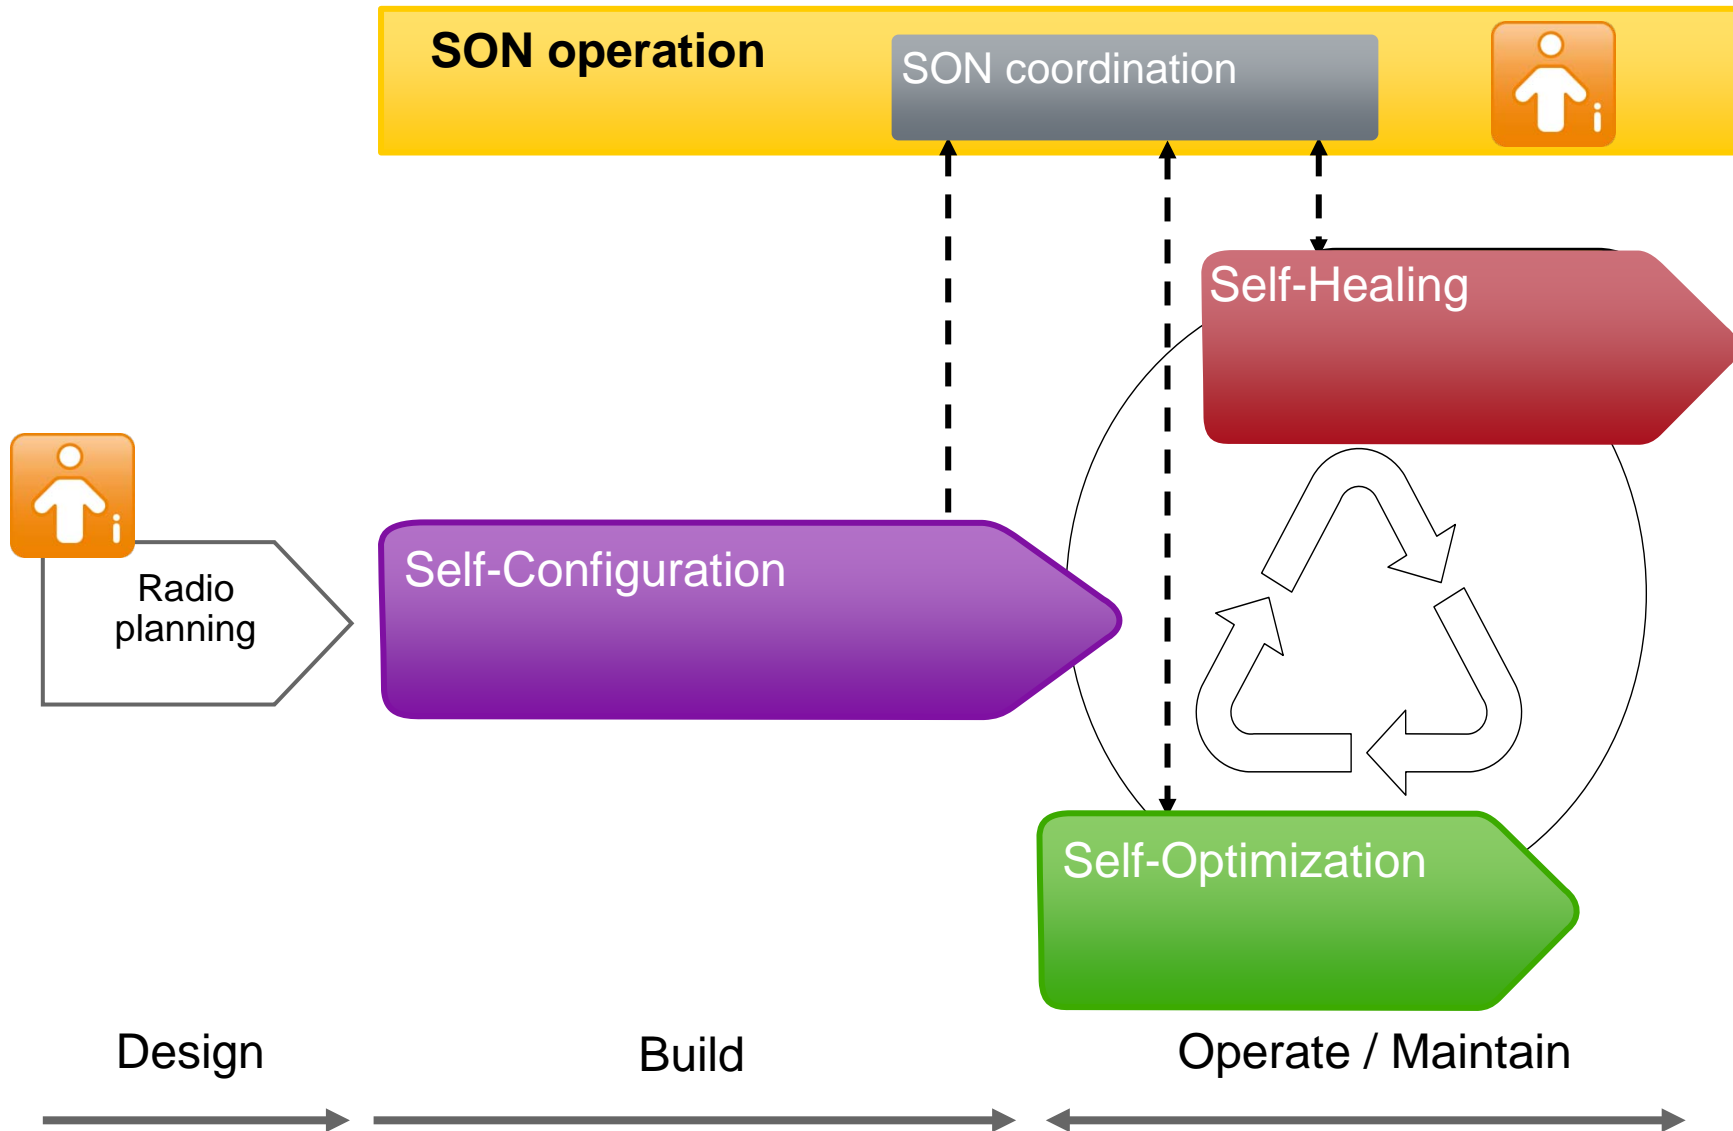 SON operation
SON coordination
i
Self-Healing
i
Radio
planning
Self-Configuration
Self-Optimization
Design
Build
Operate / Maintain